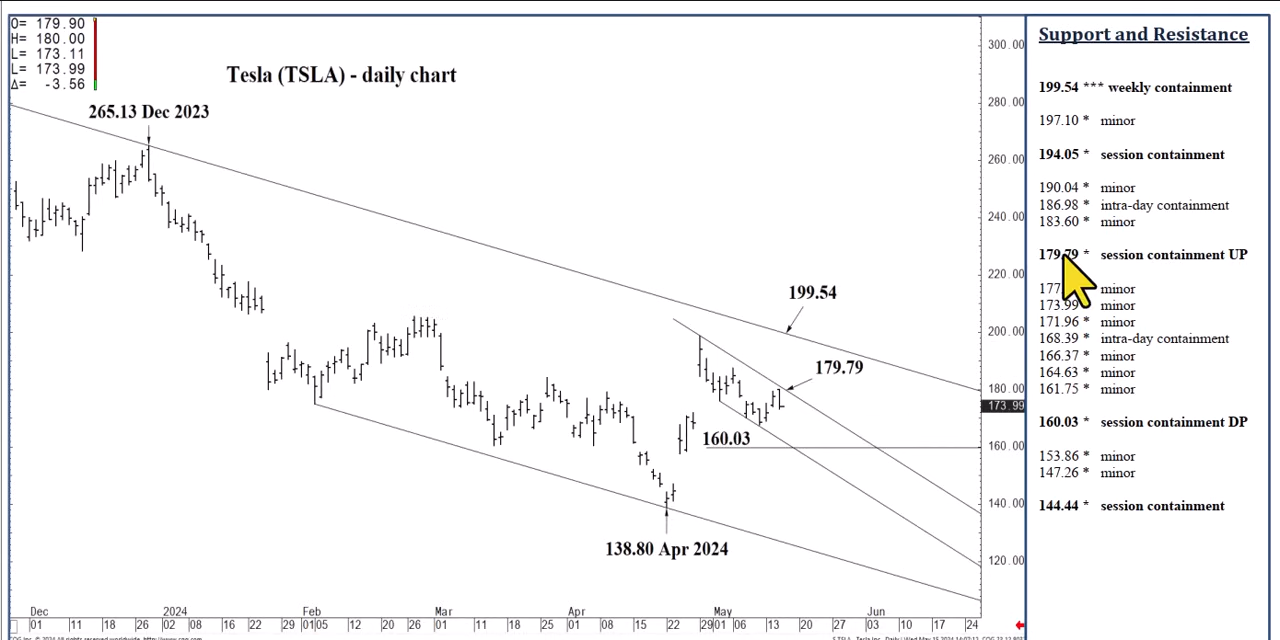 O= 179.90
H= 180.00
L= 173.11
L= 173.99
Δ= -3.56
Tesla (TSLA) - daily chart
265.13 Dec 2023
199.54
179.79
160.03
138.80 Apr 2024
300.00
280.00
260.00
240.00
220.00
200.00
180.00
173.99
160.00
140.00
120.00
Dec 2024 Feb Mar Apr May Jun
01 11 18 26 02 08 16 22 29 01 05 12 20 26 01 11 18 25 01 08 15 22 29 01 06 13 20 27 03 10 17 24
Support and Resistance
199.54 *** weekly containment
197.10 * minor
194.05 * session containment
190.04 * minor
186.98 * intra-day containment
183.60 * minor
179.79 * session containment UP
177 * minor
173.99 * minor
171.96 * minor
168.39 * intra-day containment
166.37 * minor
164.63 * minor
161.75 * minor
160.03 * session containment DP
153.86 * minor
147.26 * minor
144.44 * session containment